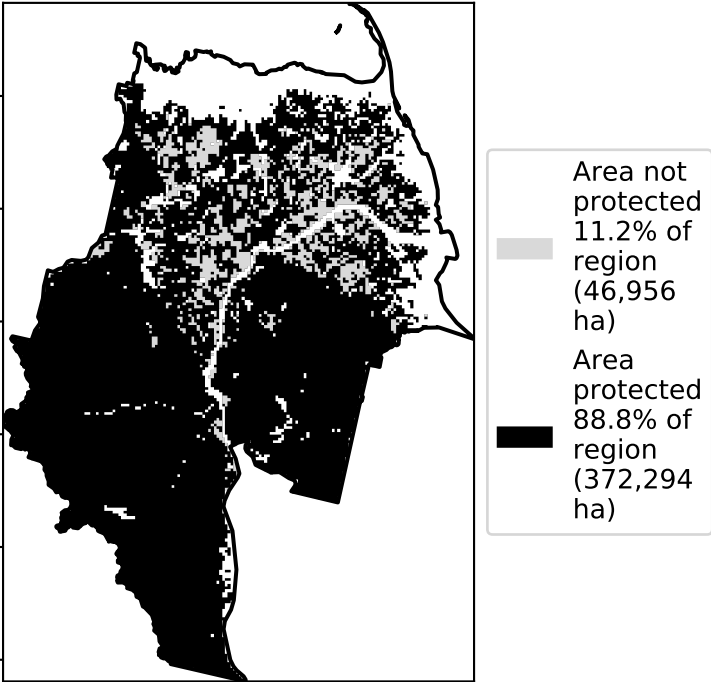 Area not
protected
11.2% of
region
(46,956
ha)
Area
protected
88.8% of
region
(372,294
ha)